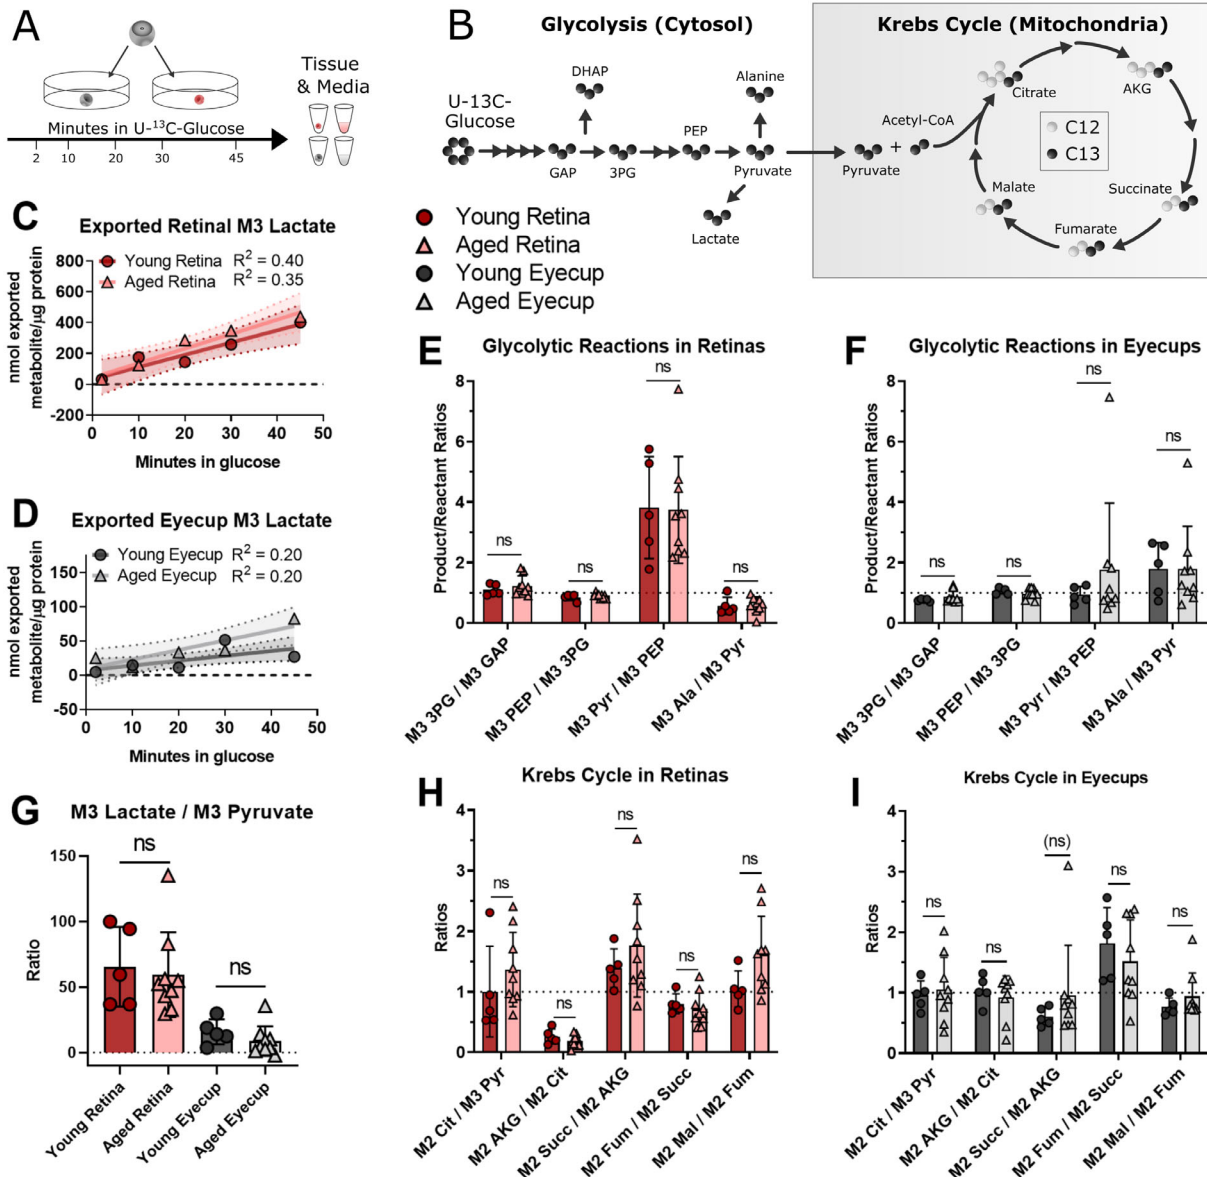 A
Tissue
& Media
Minutes in U-¹³C-Glucose
2 10 20 30 45
B
Glycolysis (Cytosol)
Krebs Cycle (Mitochondria)
DHAP
Alanine
U-13C-
Glucose
PEP
GAP
3PG
Pyruvate
Lactate
Acetyl-CoA
Pyruvate
+
Citrate
AKG
C12
C13
Malate
Succinate
Fumarate
Young Retina
Aged Retina
Young Eyecup
Aged Eyecup
C
Exported Retinal M3 Lactate
Young Retina R² = 0.40
Aged Retina R² = 0.35
nmol exported
metabolite/µg protein
800
600
400
200
0
-200
0 10 20 30 40 50
Minutes in glucose
D
Exported Eyecup M3 Lactate
Young Eyecup R² = 0.20
Aged Eyecup R² = 0.20
nmol exported
metabolite/µg protein
150
100
50
0
-50
0 10 20 30 40 50
Minutes in glucose
E
Glycolytic Reactions in Retinas
Product/Reactant Ratios
8
6
4
2
0
ns
ns
ns
ns
M3 3PG / M3 GAP
M3 PEP / M3 3PG
M3 Pyr / M3 PEP
M3 Ala / M3 Pyr
F
Glycolytic Reactions in Eyecups
Product/Reactant Ratios
8
6
4
2
0
ns
ns
ns
ns
M3 3PG / M3 GAP
M3 PEP / M3 3PG
M3 Pyr / M3 PEP
M3 Ala / M3 Pyr
G
M3 Lactate / M3 Pyruvate
Ratio
150
100
50
0
ns
ns
Young Retina
Aged Retina
Young Eyecup
Aged Eyecup
H
Krebs Cycle in Retinas
Ratios
4
3
2
1
0
ns
ns
ns
ns
ns
M2 Cit / M3 Pyr
M2 AKG / M2 Cit
M2 Succ / M2 AKG
M2 Fum / M2 Succ
M2 Mal / M2 Fum
I
Krebs Cycle in Eyecups
Ratios
4
3
2
1
0
ns
ns
(ns)
ns
ns
M2 Cit / M3 Pyr
M2 AKG / M2 Cit
M2 Succ / M2 AKG
M2 Fum / M2 Succ
M2 Mal / M2 Fum